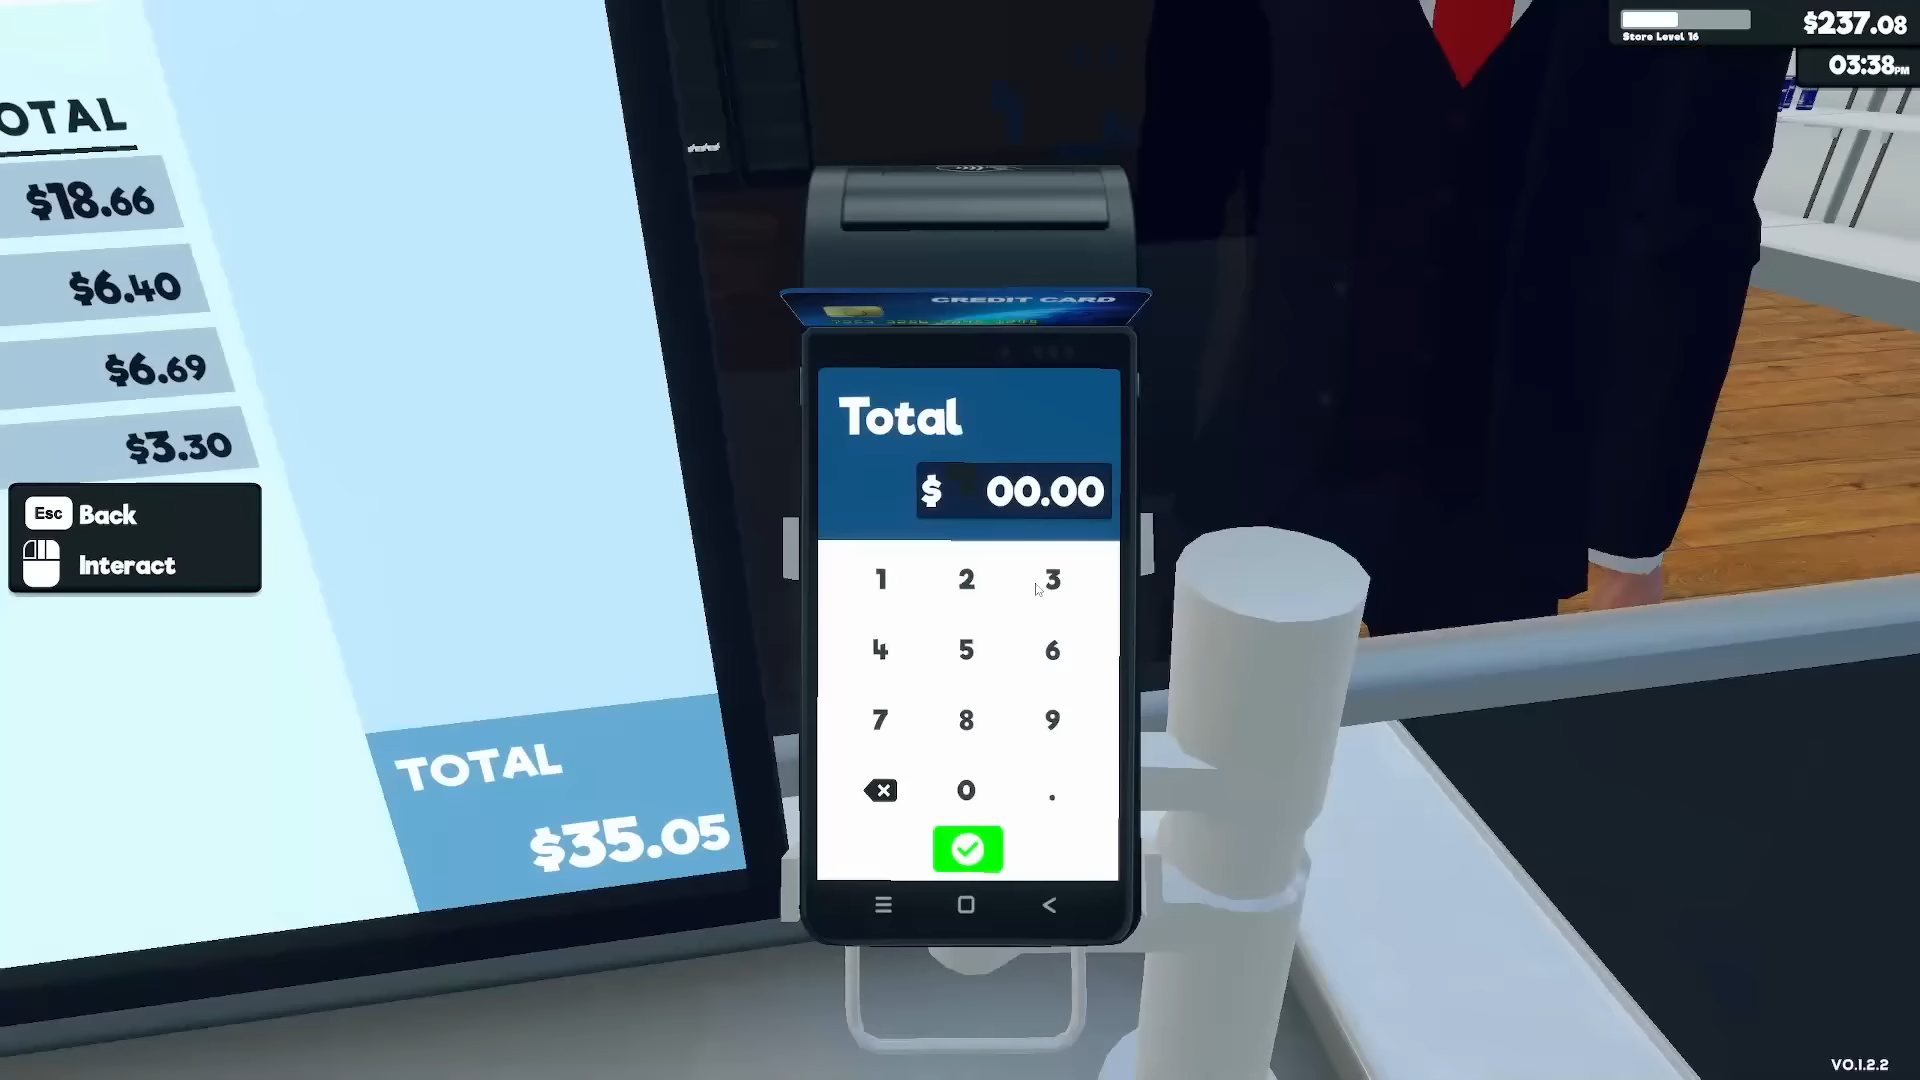 $237.08
Store Level 16
03:38PM
OTAL
$18.66
$6.40
$6.69
$3.30
Esc Back
Interact
TOTAL
$35.05
CREDIT CARD
Total
$ 00.00
1 2 3
4 5 6
7 8 9
0 .
V0.1.2.2